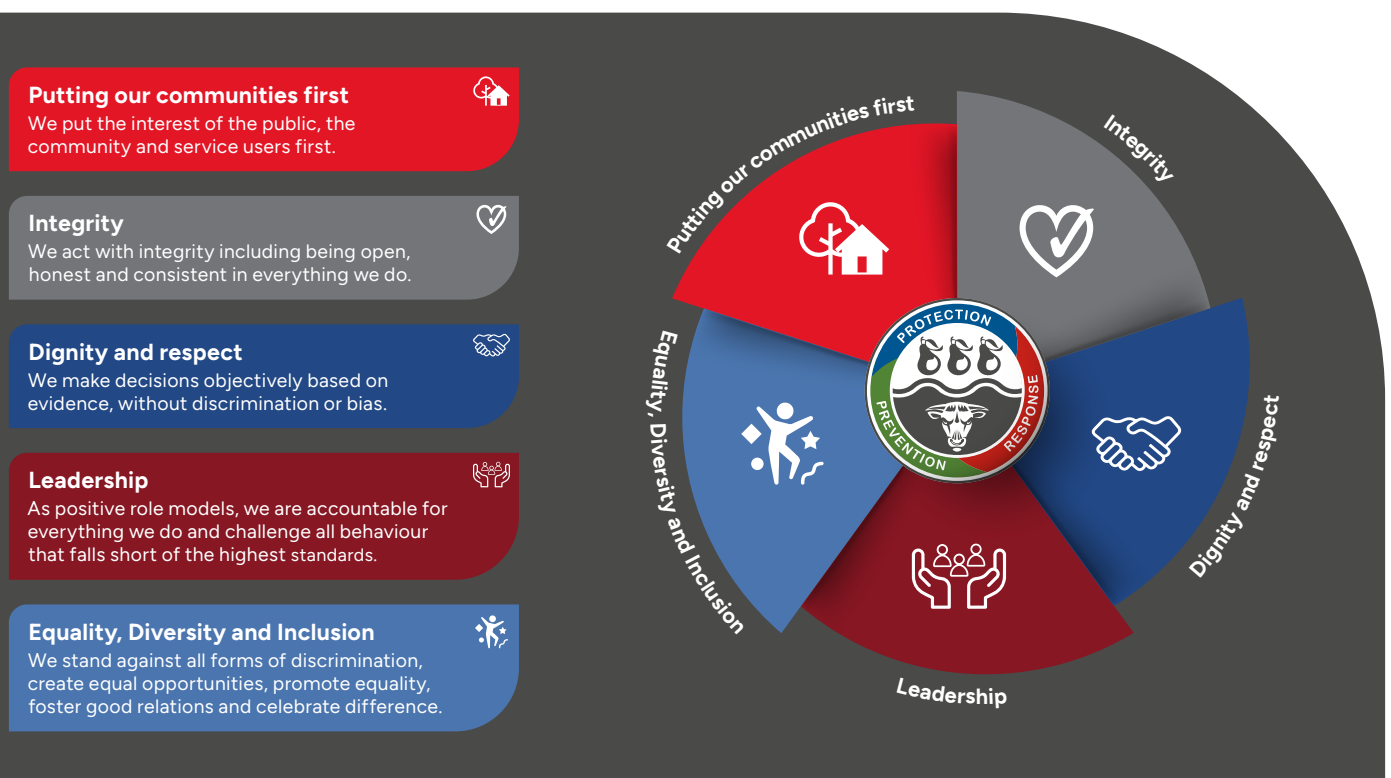 Putting our communities first
We put the interest of the public, the
community and service users first.
Integrity
We act with integrity including being open,
honest and consistent in everything we do.
Dignity and respect
We make decisions objectively based on
evidence, without discrimination or bias.
Leadership
As positive role models, we are accountable for
everything we do and challenge all behaviour
that falls short of the highest standards.
Equality, Diversity and Inclusion
We stand against all forms of discrimination,
create equal opportunities, promote equality,
foster good relations and celebrate difference.
Putting our communities first
Integrity
Dignity and respect
Leadership
Equality, Diversity and Inclusion
PROTECTION
RESPONSE
PREVENTION